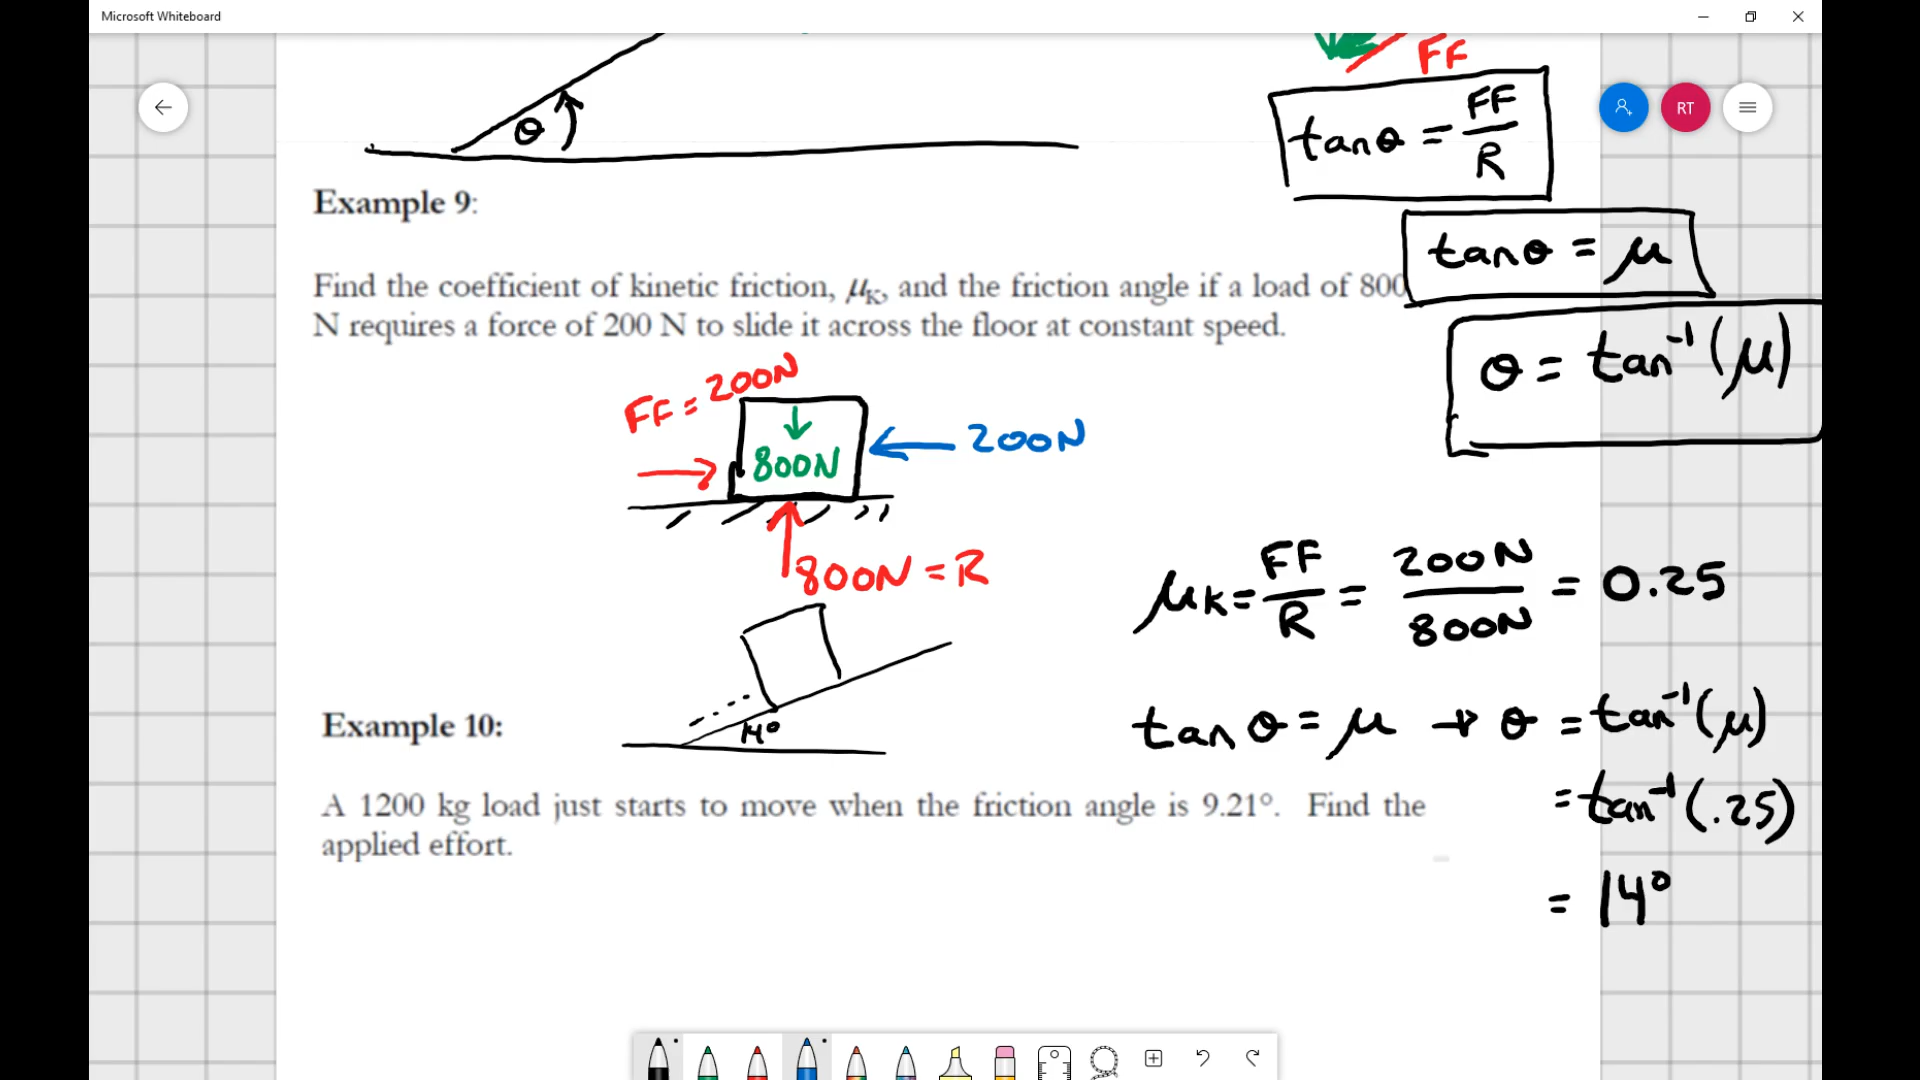 Microsoft Whiteboard
FF
RT
θ
tanθ = FF/R
Example 9:
tanθ = μ
Find the coefficient of kinetic friction, μK, and the friction angle if a load of 800
N requires a force of 200 N to slide it across the floor at constant speed.
θ = tan⁻¹(μ)
FF = 200N
800N
200N
800N = R
μK = FF/R = 200N/800N = 0.25
14°
Example 10:
tan θ = μ → θ = tan⁻¹(μ)
A 1200 kg load just starts to move when the friction angle is 9.21°. Find the
applied effort.
= tan⁻¹(.25)
= 14°